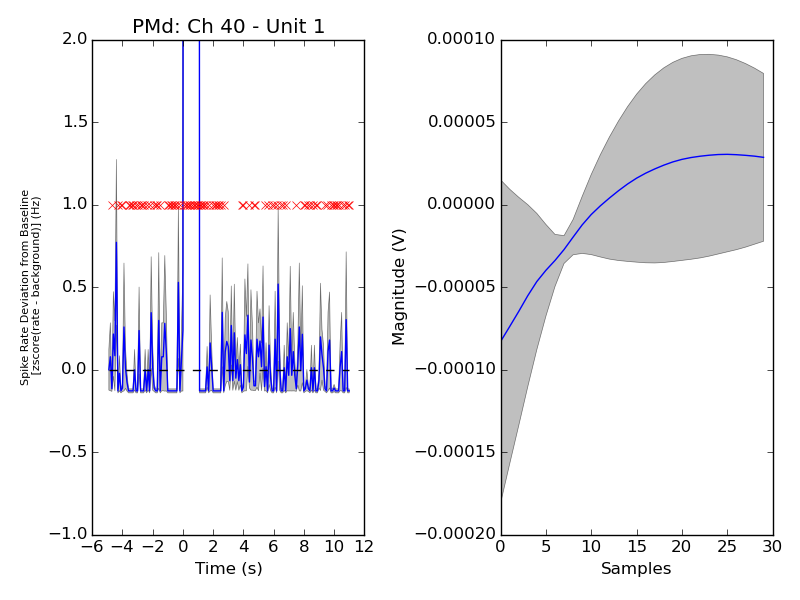 PMd: Ch 40 - Unit 1
Spike Rate Deviation from Baseline
[zscore(rate - background)] (Hz)
2.0
1.5
1.0
0.5
0.0
−0.5
−1.0
−6 −4 −2 0 2 4 6 8 10 12
Time (s)
Magnitude (V)
0.00010
0.00005
0.00000
−0.00005
−0.00010
−0.00015
−0.00020
0 5 10 15 20 25 30
Samples